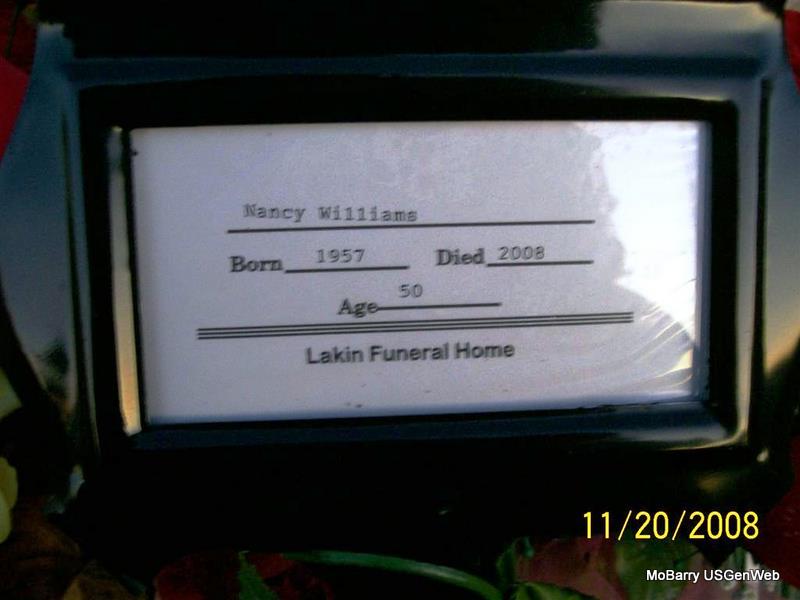 Nancy Williams
Born 1957 Died 2008
Age 50
Lakin Funeral Home
11/20/2008
MoBarry USGenWeb